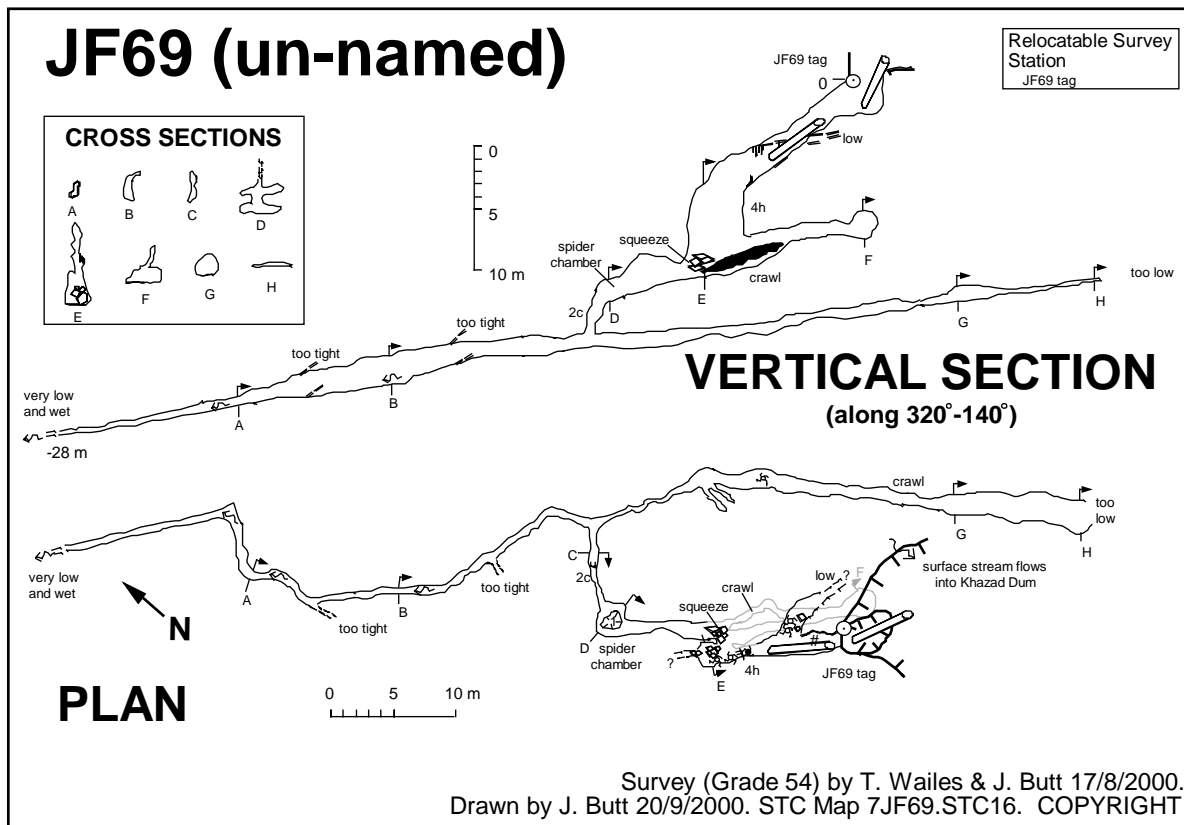 JF69 (un-named)
Relocatable Survey
Station
JF69 tag
CROSS SECTIONS
A
B
C
D
E
F
G
H
0
5
10 m
JF69 tag
0
low
4h
squeeze
spider
chamber
crawl
F
E
D
2c
too low
H
G
too tight
too tight
B
A
very low
and wet
-28 m
VERTICAL SECTION
(along 320°-140°)
crawl
too
low
G
H
C
2c
too tight
surface stream flows
into Khazad Dum
low ?
F
crawl
squeeze
very low
and wet
A
B
too tight
N
D
spider
chamber
?
4h
#
E
JF69 tag
PLAN
0
5
10 m
Survey (Grade 54) by T. Wailes & J. Butt 17/8/2000.
Drawn by J. Butt 20/9/2000. STC Map 7JF69.STC16. COPYRIGHT